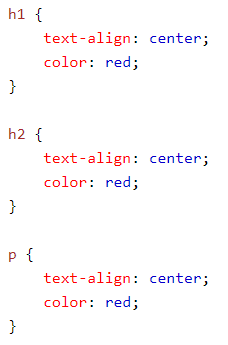 h1 {
    text-align: center;
    color: red;
}

h2 {
    text-align: center;
    color: red;
}

p {
    text-align: center;
    color: red;
}